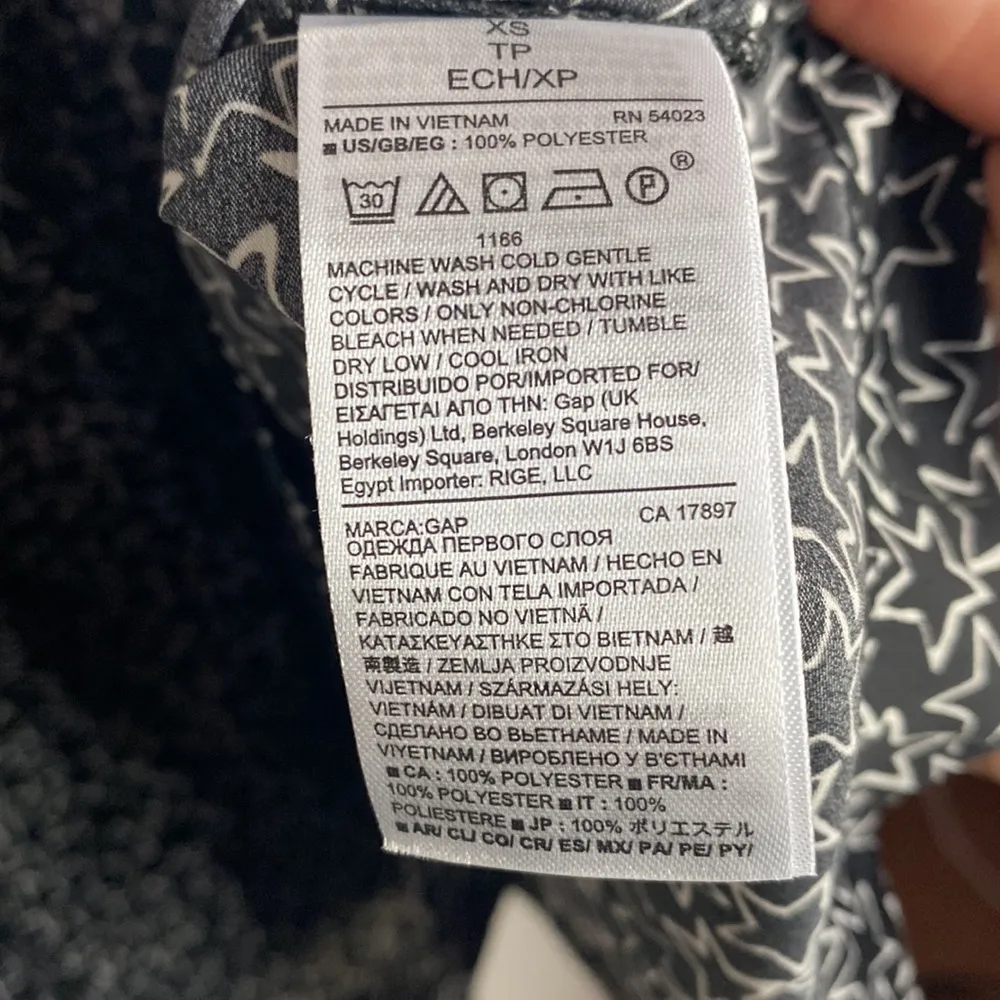 XS
TP
ECH/XP
MADE IN VIETNAM RN 54023
■ US/GB/EG : 100% POLYESTER
30 P ®
1166
MACHINE WASH COLD GENTLE
CYCLE / WASH AND DRY WITH LIKE
COLORS / ONLY NON-CHLORINE
BLEACH WHEN NEEDED / TUMBLE
DRY LOW / COOL IRON
DISTRIBUIDO POR/IMPORTED FOR/
ΕΙΣΑΓΕΤΑΙ ΑΠΟ ΤΗΝ: Gap (UK
Holdings) Ltd, Berkeley Square House,
Berkeley Square, London W1J 6BS
Egypt Importer: RIGE, LLC
MARCA:GAP CA 17897
ОДЕЖДА ПЕРВОГО СЛОЯ
FABRIQUE AU VIETNAM / HECHO EN
VIETNAM CON TELA IMPORTADA /
FABRICADO NO VIETNÃ /
ΚΑΤΑΣΚΕΥΑΣΤΗΚΕ ΣΤΟ ΒΙΕΤΝΑΜ / 越
南製造 / ZEMLJA PROIZVODNJE
VIJETNAM / SZÁRMAZÁSI HELY:
VIETNÁM / DIBUAT DI VIETNAM /
СДЕЛАНО ВО ВЬЕТНАМЕ / MADE IN
VIYETNAM / ВИРОБЛЕНО У В'ЄТНАМІ
■ CA : 100% POLYESTER ■ FR/MA :
100% POLYESTER ■ IT : 100%
POLIESTERE ■ JP : 100% ポリエステル
■ AR/ CL/ CO/ CR/ ES/ MX/ PA/ PE/ PY/